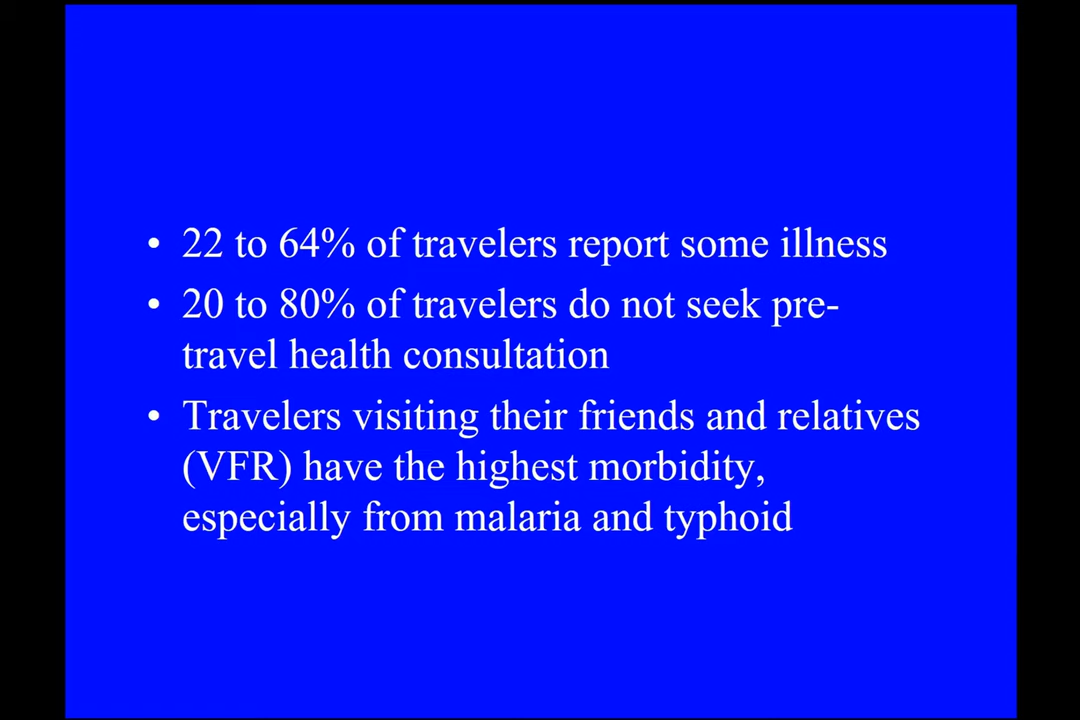 • 22 to 64% of travelers report some illness
• 20 to 80% of travelers do not seek pre-
travel health consultation
• Travelers visiting their friends and relatives
(VFR) have the highest morbidity,
especially from malaria and typhoid